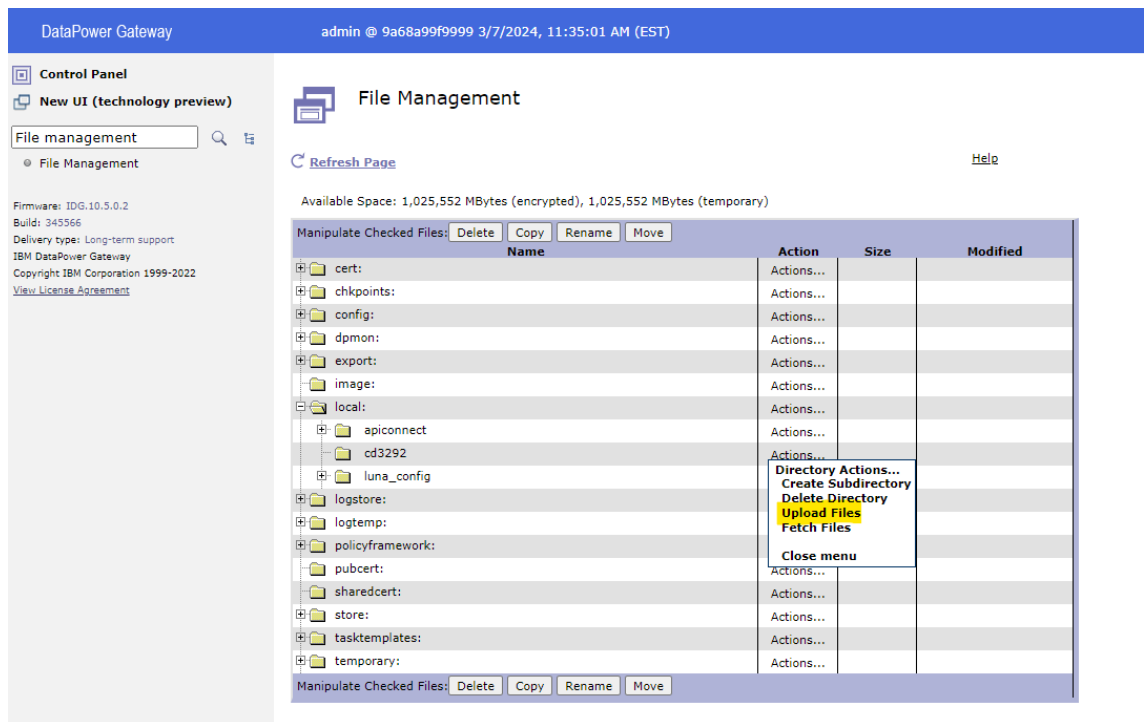 DataPower Gateway
admin @ 9a68a99f9999 3/7/2024, 11:35:01 AM (EST)
Control Panel
New UI (technology preview)
File management
File Management
Firmware: IDG.10.5.0.2
Build: 345566
Delivery type: Long-term support
IBM DataPower Gateway
Copyright IBM Corporation 1999-2022
View License Agreement
File Management
Refresh Page
Help
Available Space: 1,025,552 MBytes (encrypted), 1,025,552 MBytes (temporary)
Manipulate Checked Files: Delete Copy Rename Move
Name Action Size Modified
cert: Actions...
chkpoints: Actions...
config: Actions...
dpmon: Actions...
export: Actions...
image: Actions...
local: Actions...
apiconnect Actions...
cd3292 Actions...
luna_config
Directory Actions...
Create Subdirectory
Delete Directory
Upload Files
Fetch Files
Close menu
logstore:
logtemp:
policyframework:
pubcert: Actions...
sharedcert: Actions...
store: Actions...
tasktemplates: Actions...
temporary: Actions...
Manipulate Checked Files: Delete Copy Rename Move